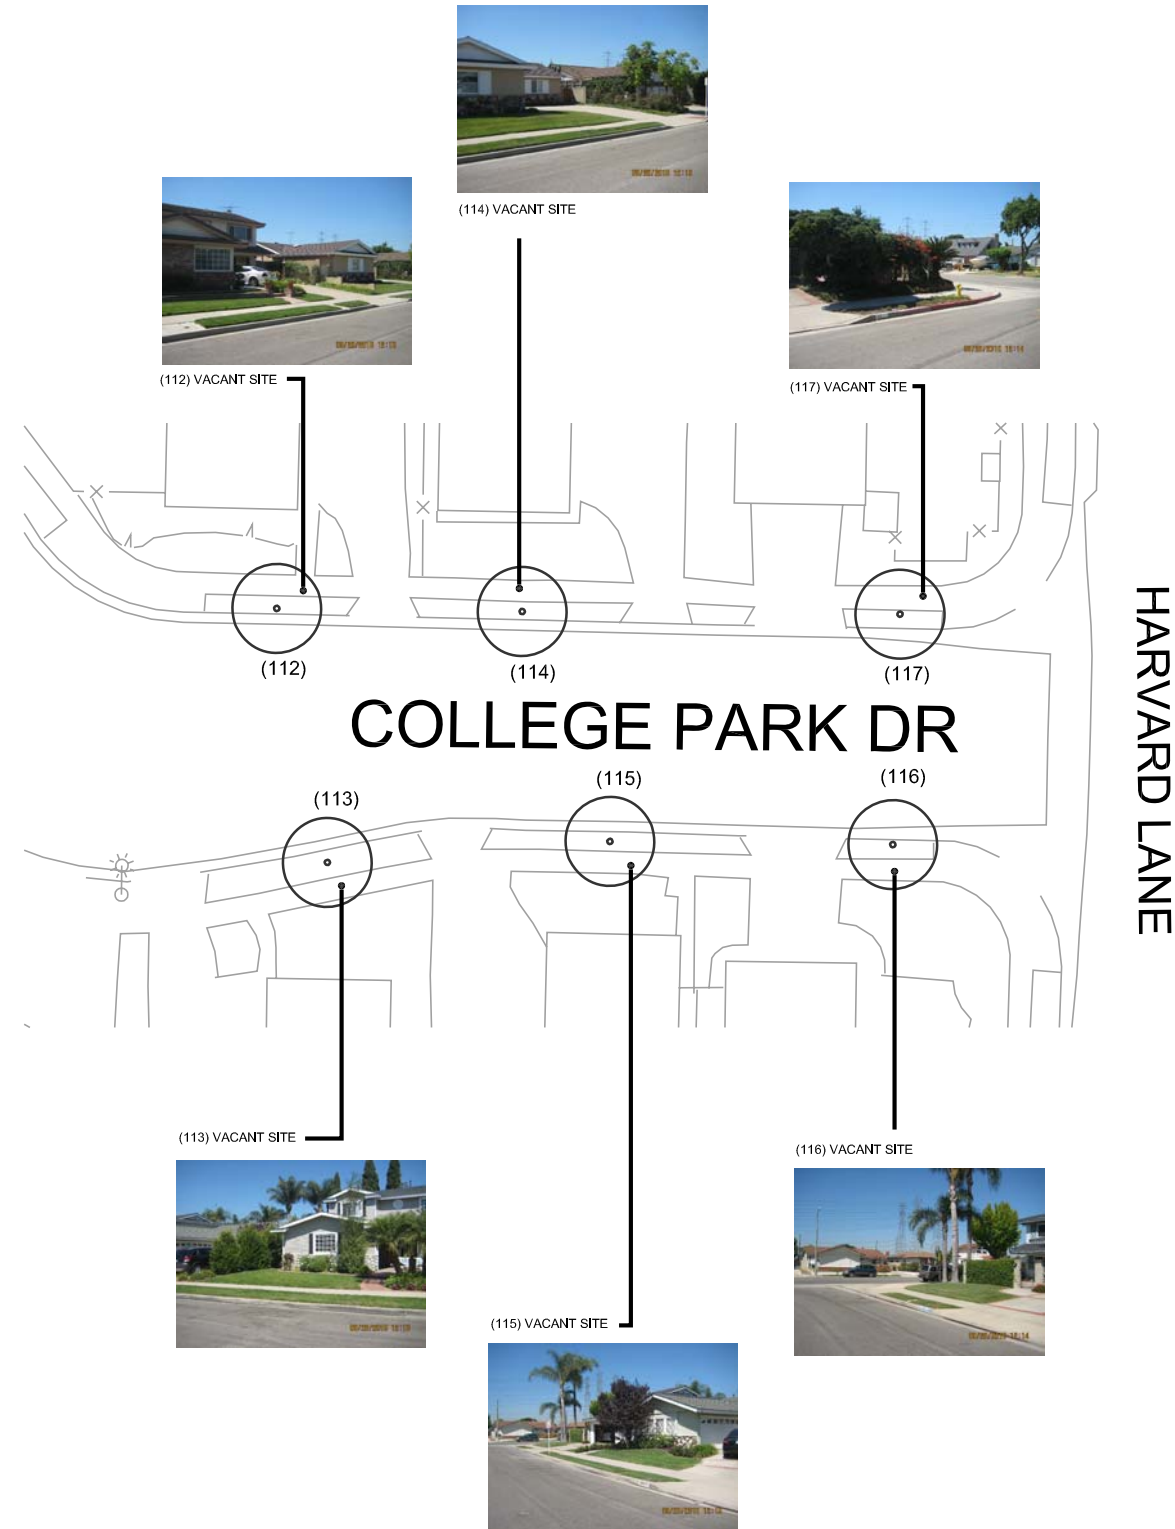 (114) VACANT SITE
(112) VACANT SITE
(117) VACANT SITE
(112)
(114)
(117)
COLLEGE PARK DR
HARVARD LANE
(113)
(115)
(116)
(113) VACANT SITE
(116) VACANT SITE
(115) VACANT SITE